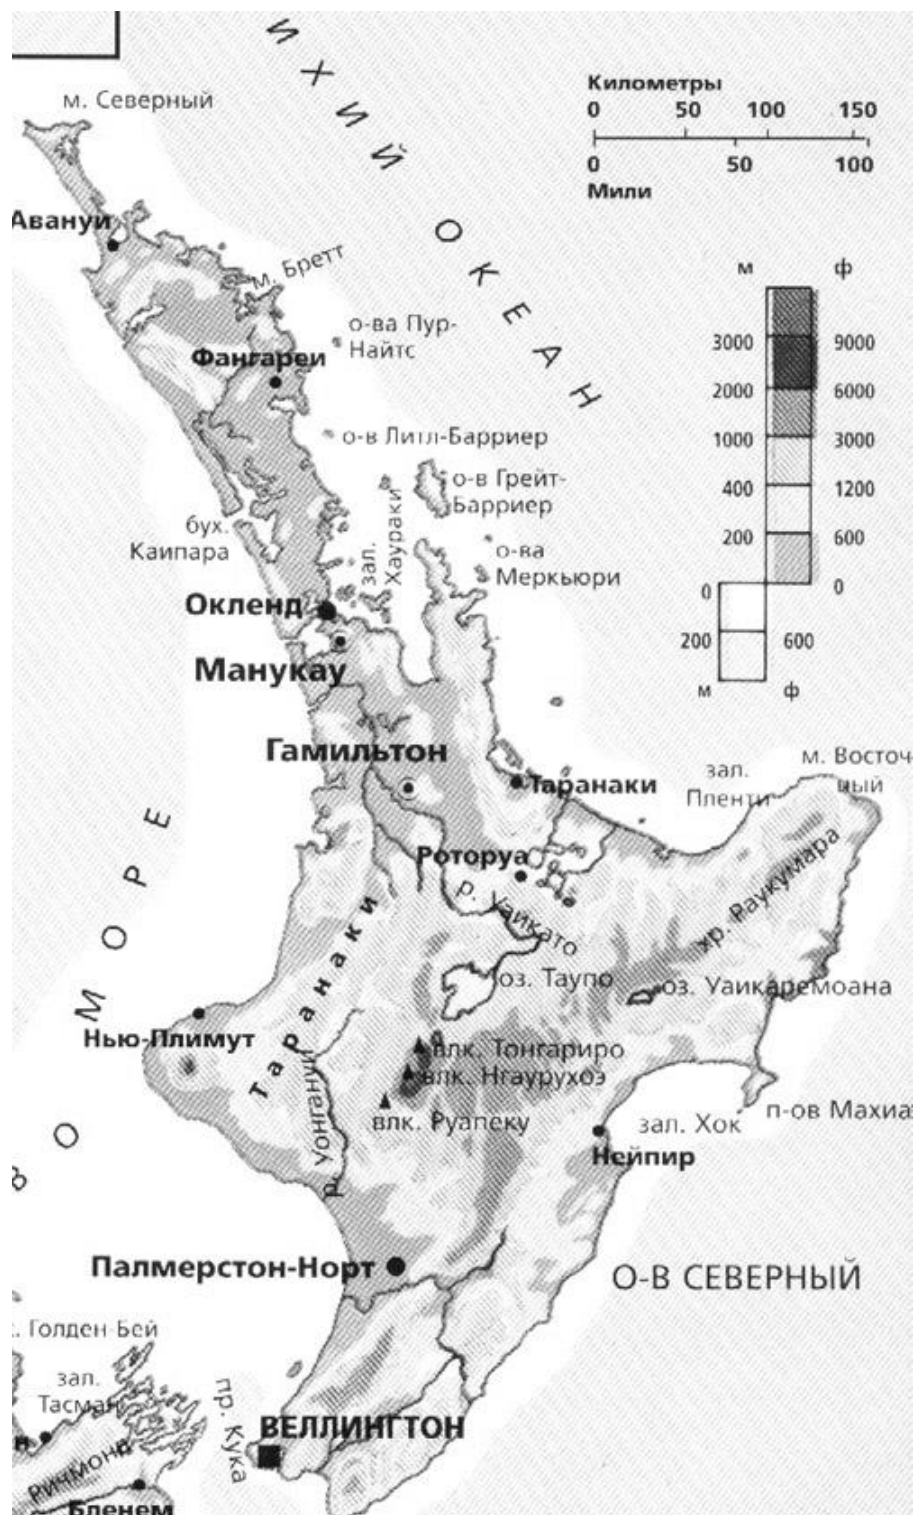 ИХИЙ ОКЕАН
Километры
0 50 100 150
0 50 100
Мили
м. Северный
Авануи
м. Бретт
о-ва Пур-
Найтс
Фангареи
м ф
3000 9000
2000 6000
1000 3000
400 1200
200 600
0 0
200 600
м ф
о-в Литл-Барриер
о-в Грейт-
Барриер
зал.
Хаураки
бух.
Каипара
о-ва
Меркьюри
Окленд
Манукау
Гамильтон
Таранаки
зал.
Пленти
м. Восточ-
ный
Роторуа
р. Уаикато
хр. Раукумара
МОРЕ
Таранаки
оз. Таупо
оз. Уаикаремоана
Нью-Плимут
влк. Тонгариро
влк. Нгаурухоэ
влк. Руапеку
р. Уонгануи
зал. Хок
п-ов Махиа
Нейпир
ВО
Палмерстон-Норт
О-В СЕВЕРНЫЙ
Голден-Бей
зал.
Тасман
пр. Кука
ВЕЛЛИНГТОН
н
Ричмонд
Бленем